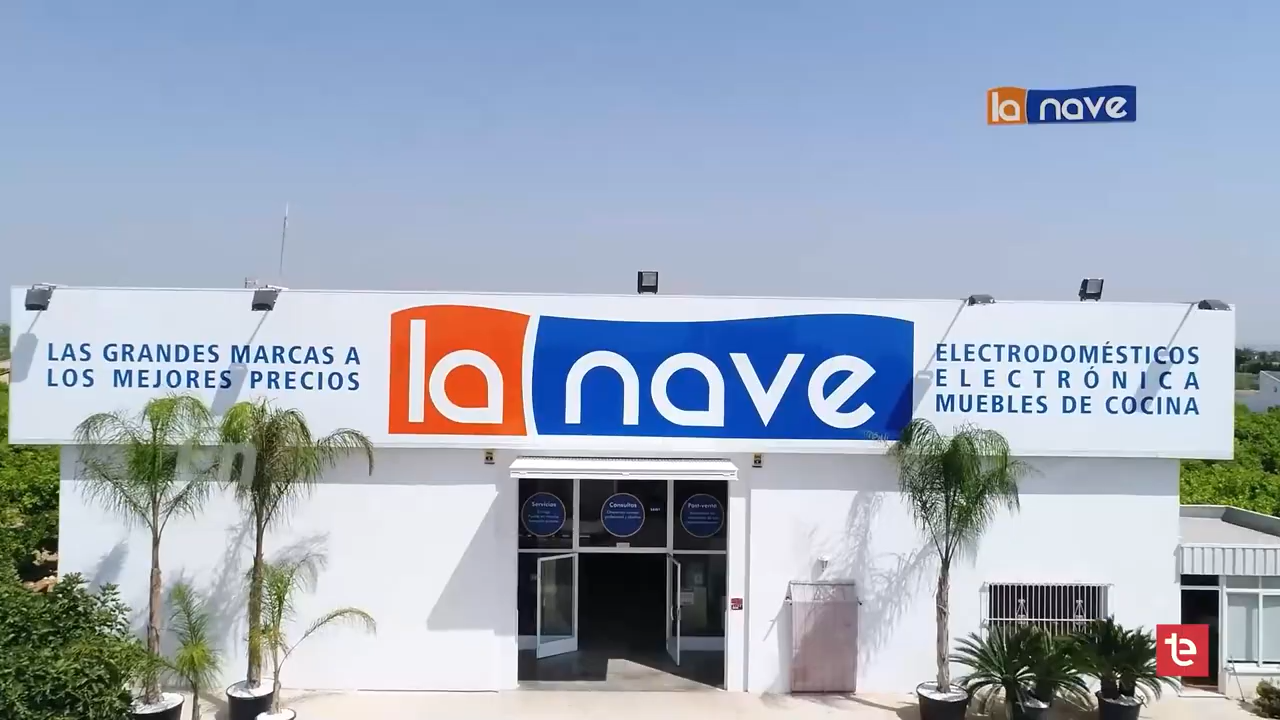 la nave
LAS GRANDES MARCAS A
LOS MEJORES PRECIOS
la nave
ELECTRODOMÉSTICOS
ELECTRÓNICA
MUEBLES DE COCINA
Servicios
Consultas
Post-venta
te